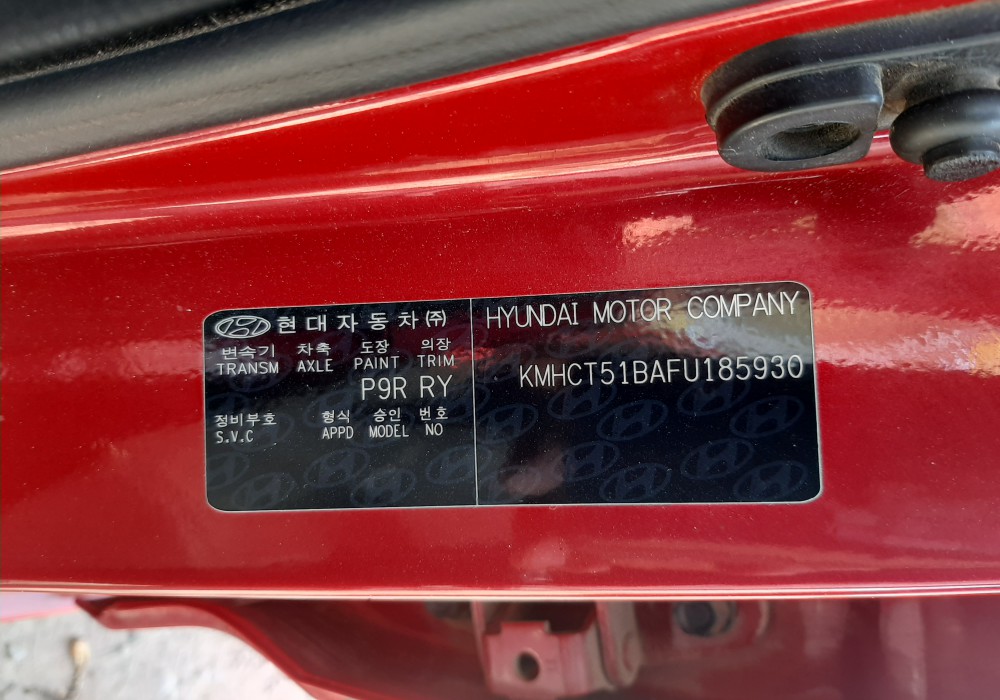 현대자동차(주)
변속기 차축 도장 의장
TRANSM AXLE PAINT TRIM
P9R RY
정비부호 형식 승인 번호
S.V.C APPD MODEL NO
HYUNDAI MOTOR COMPANY
KMHCT51BAFU185930